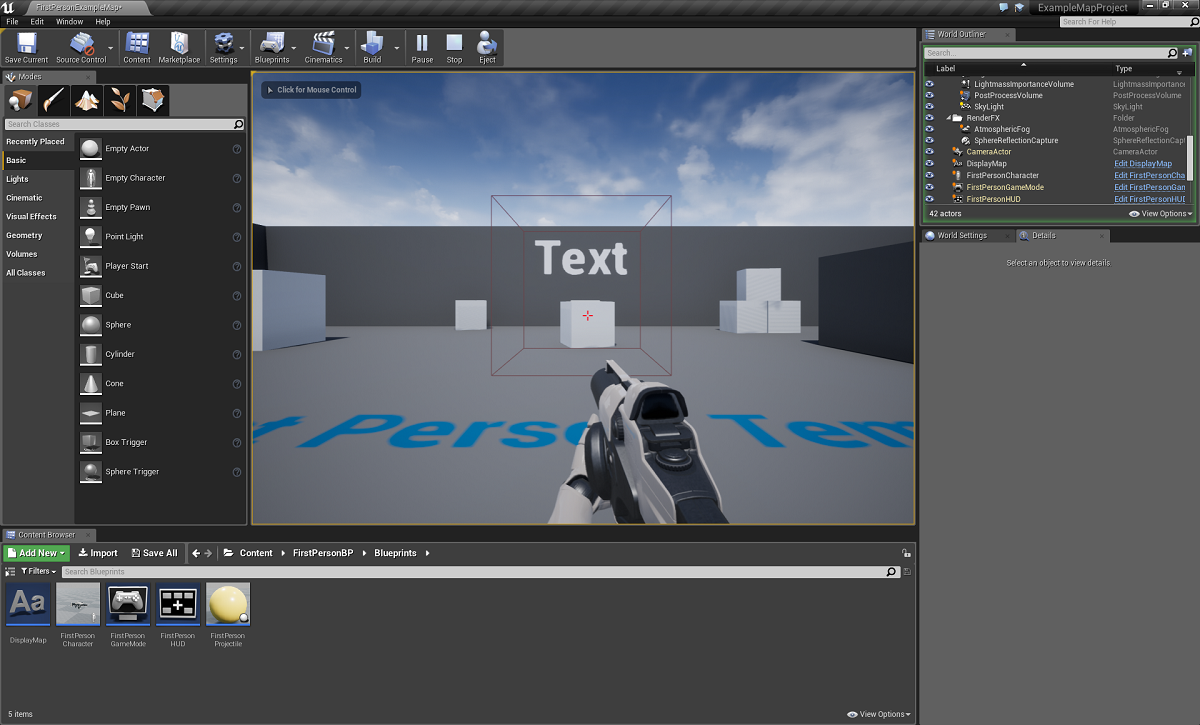 FirstPersonExampleMap*
ExampleMapProject
File Edit Window Help
Search For Help
Save Current
Source Control
Content
Marketplace
Settings
Blueprints
Cinematics
Build
Pause
Stop
Eject
Modes
Search Classes
Recently Placed
Basic
Lights
Cinematic
Visual Effects
Geometry
Volumes
All Classes
Empty Actor
Empty Character
Empty Pawn
Point Light
Player Start
Cube
Sphere
Cylinder
Cone
Plane
Box Trigger
Sphere Trigger
Click for Mouse Control
Text
t Perso Tem
World Outliner
Search...
Label Type
LightmassImportanceVolume LightmassImportance
PostProcessVolume PostProcessVolume
SkyLight SkyLight
RenderFX Folder
AtmosphericFog AtmosphericFog
SphereReflectionCapture SphereReflectionCapt
CameraActor CameraActor
DisplayMap Edit DisplayMap
FirstPersonCharacter Edit FirstPersonCha
FirstPersonGameMode Edit FirstPersonGan
FirstPersonHUD Edit FirstPersonHUD
42 actors View Options
World Settings Details
Select an object to view details.
Content Browser
Add New Import Save All Content FirstPersonBP Blueprints
Filters Search Blueprints
Aa
DisplayMap
FirstPerson
Character
FirstPerson
GameMode
FirstPerson
HUD
FirstPerson
Projectile
5 items View Options